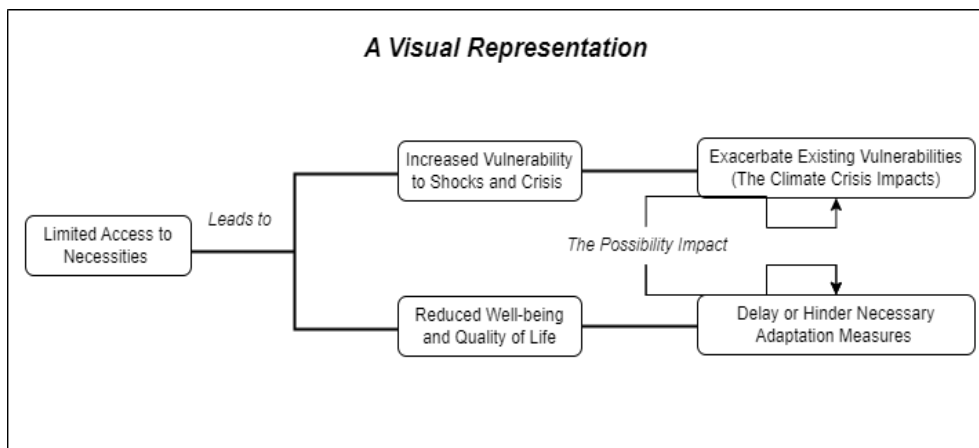 A Visual Representation
Increased Vulnerability
to Shocks and Crisis
Exacerbate Existing Vulnerabilities
(The Climate Crisis Impacts)
Leads to
Limited Access to
Necessities
The Possibility Impact
Reduced Well-being
and Quality of Life
Delay or Hinder Necessary
Adaptation Measures